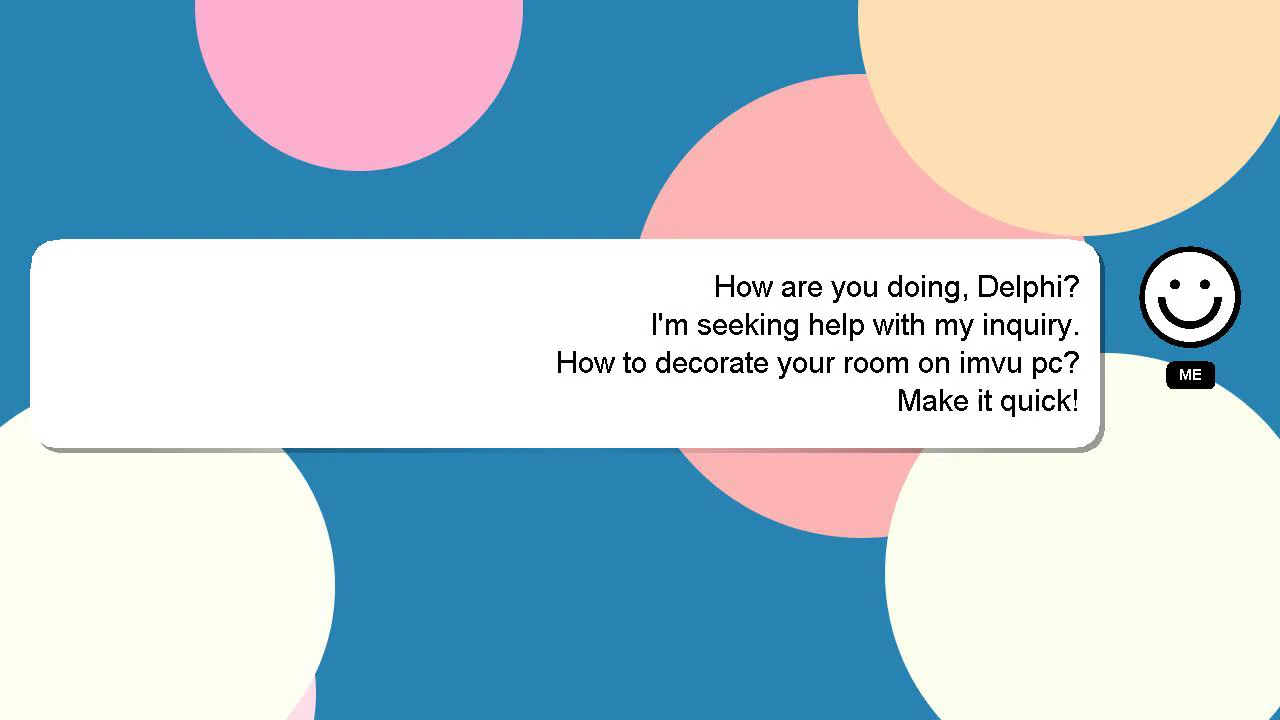 How are you doing, Delphi?
I'm seeking help with my inquiry.
How to decorate your room on imvu pc?
Make it quick!
ME